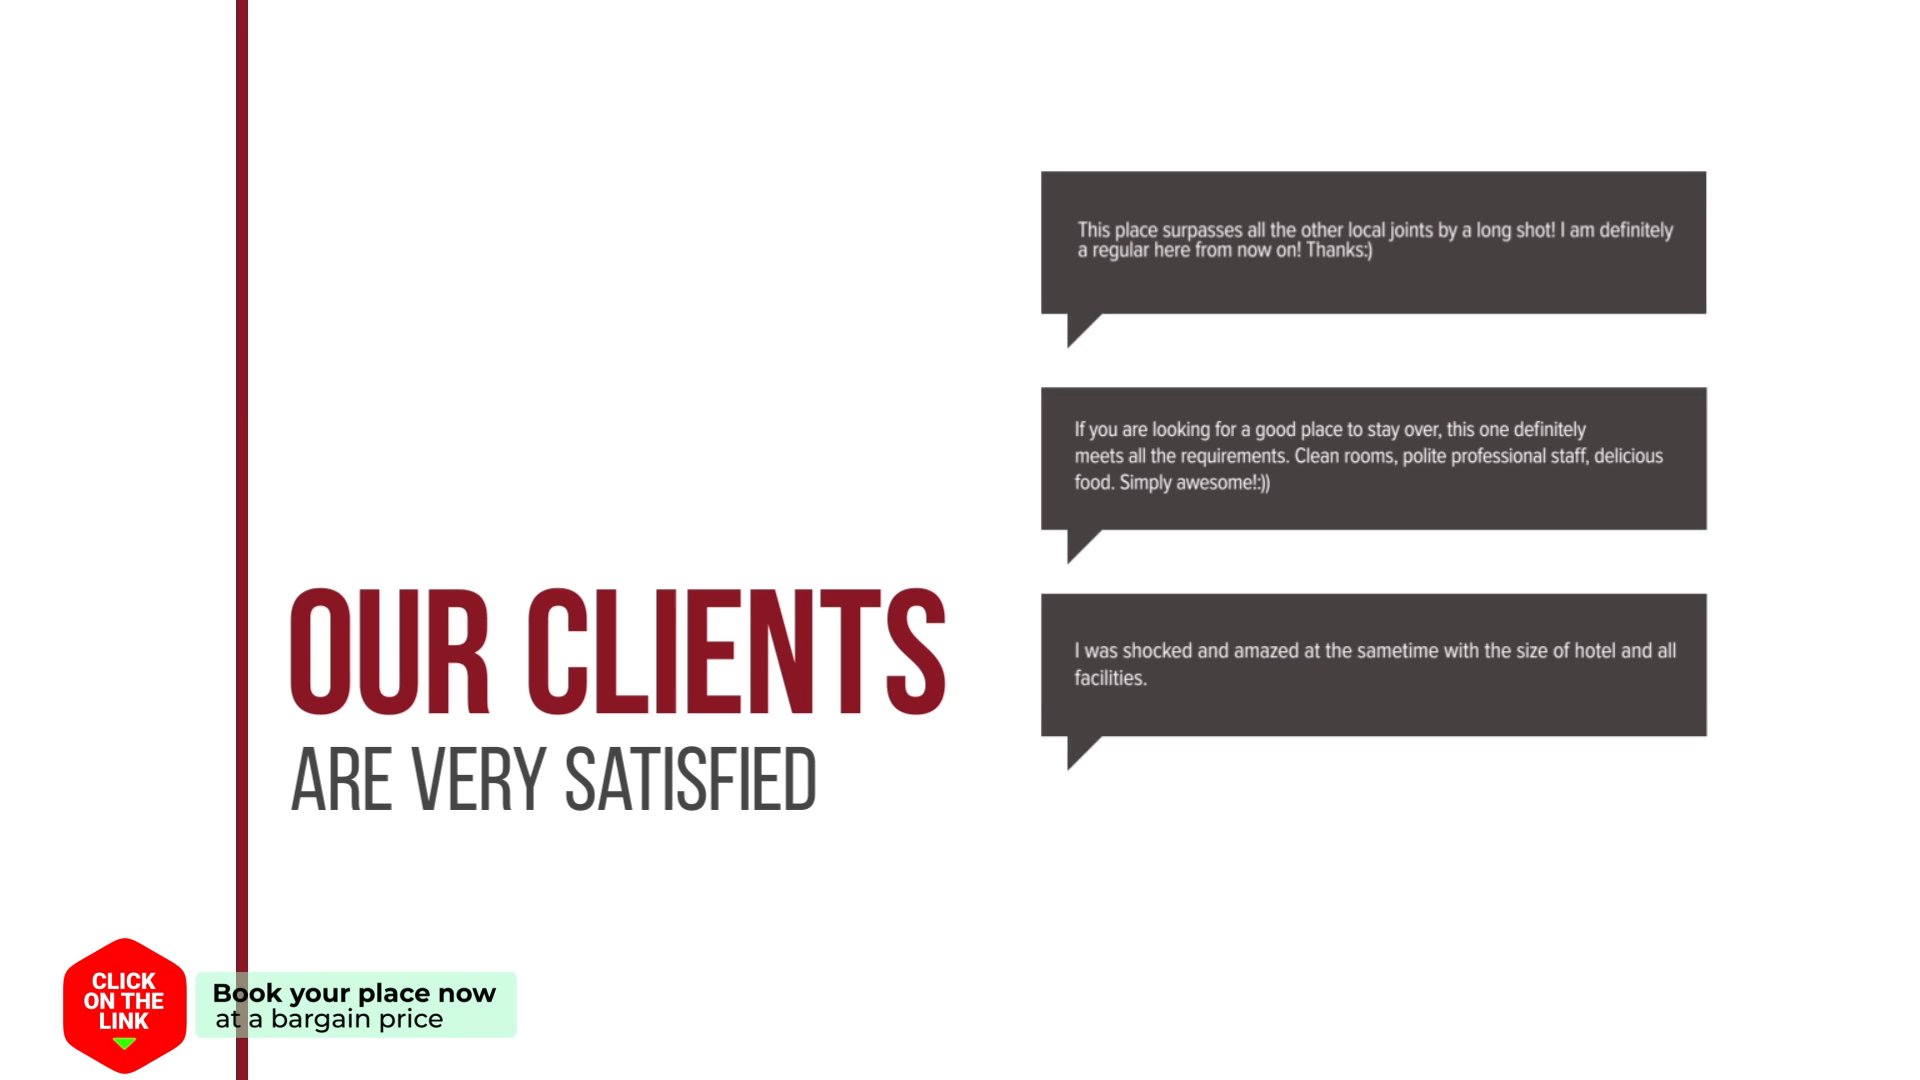 This place surpasses all the other local joints by a long shot! I am definitely
a regular here from now on! Thanks:)
If you are looking for a good place to stay over, this one definitely
meets all the requirements. Clean rooms, polite professional staff, delicious
food. Simply awesome!:))
I was shocked and amazed at the sametime with the size of hotel and all
facilities.
OUR CLIENTS
ARE VERY SATISFIED
CLICK
ON THE
LINK
Book your place now
at a bargain price